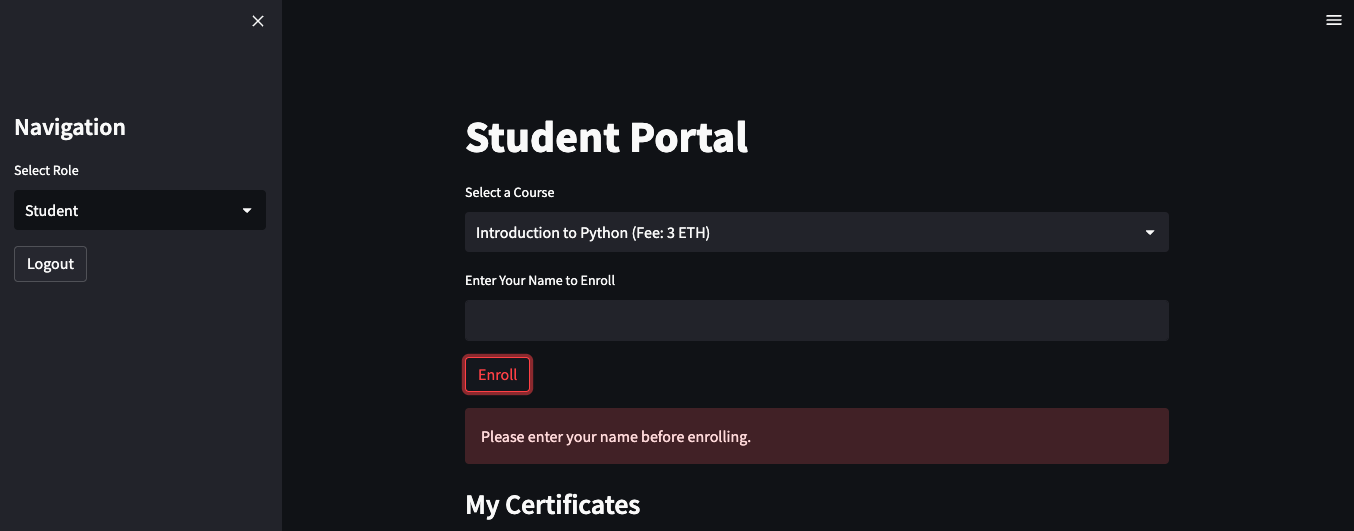 Navigation
Select Role
Student
Logout
Student Portal
Select a Course
Introduction to Python (Fee: 3 ETH)
Enter Your Name to Enroll
Enroll
Please enter your name before enrolling.
My Certificates